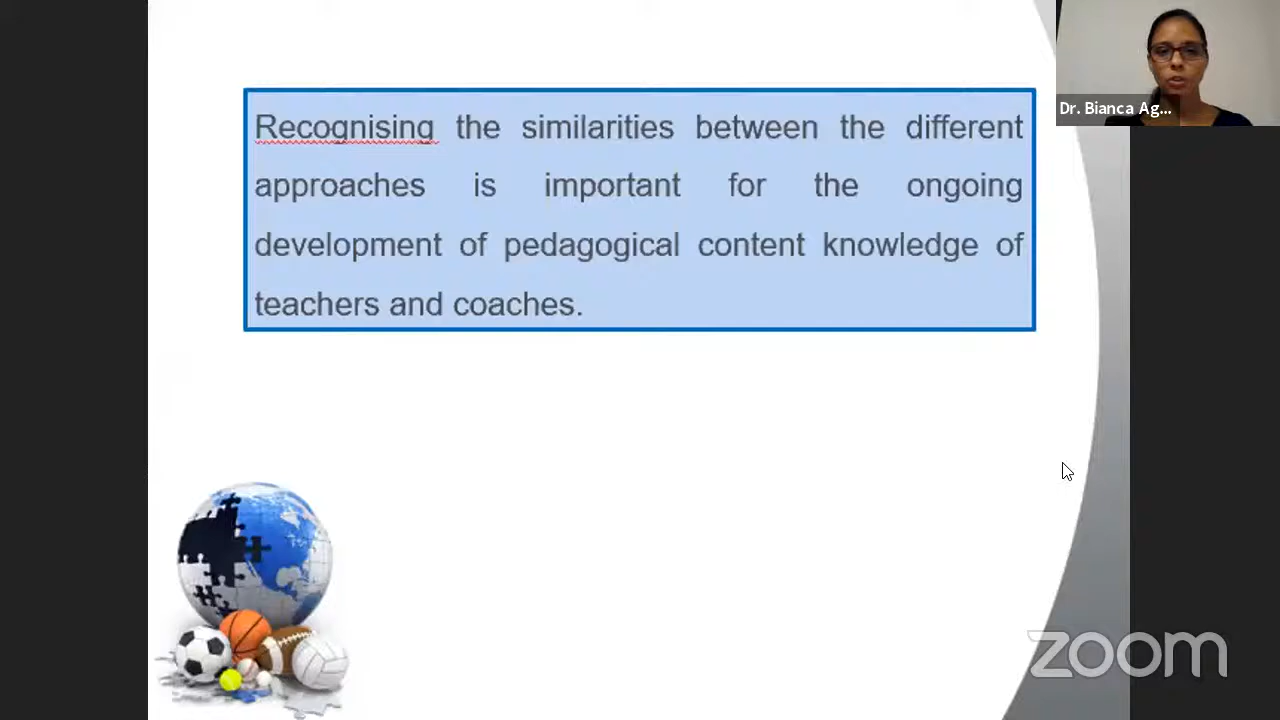 Recognising the similarities between the different
approaches is important for the ongoing
development of pedagogical content knowledge of
teachers and coaches.
Dr. Bianca Ag...
zoom